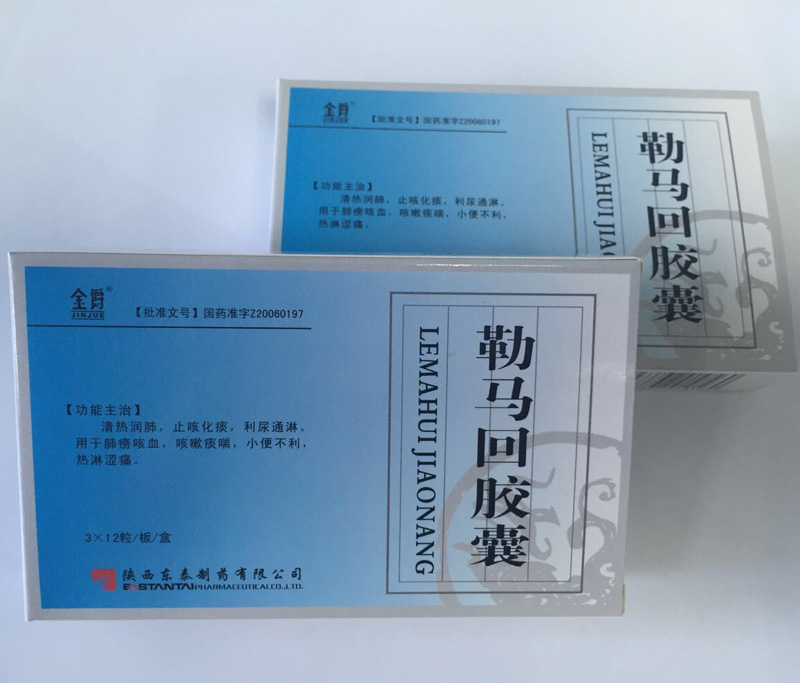 金爵®
JINJUE
【批准文号】国药准字Z20060197
【功能主治】
清热润肺，止咳化痰，利尿通淋。
用于肺痨咳血，咳嗽痰喘，小便不利，
热淋涩痛。
勒马回胶囊
LEMAHUI JIAO
金爵®
JINJUE
【批准文号】国药准字Z20060197
【功能主治】
清热润肺，止咳化痰，利尿通淋。
用于肺痨咳血，咳嗽痰喘，小便不利，
热淋涩痛。
3×12粒/板/盒
陕西东泰制药有限公司
EASTANTAI PHARMACEUTICAL CO.,LTD.
勒马回胶囊
LEMAHUI JIAONANG